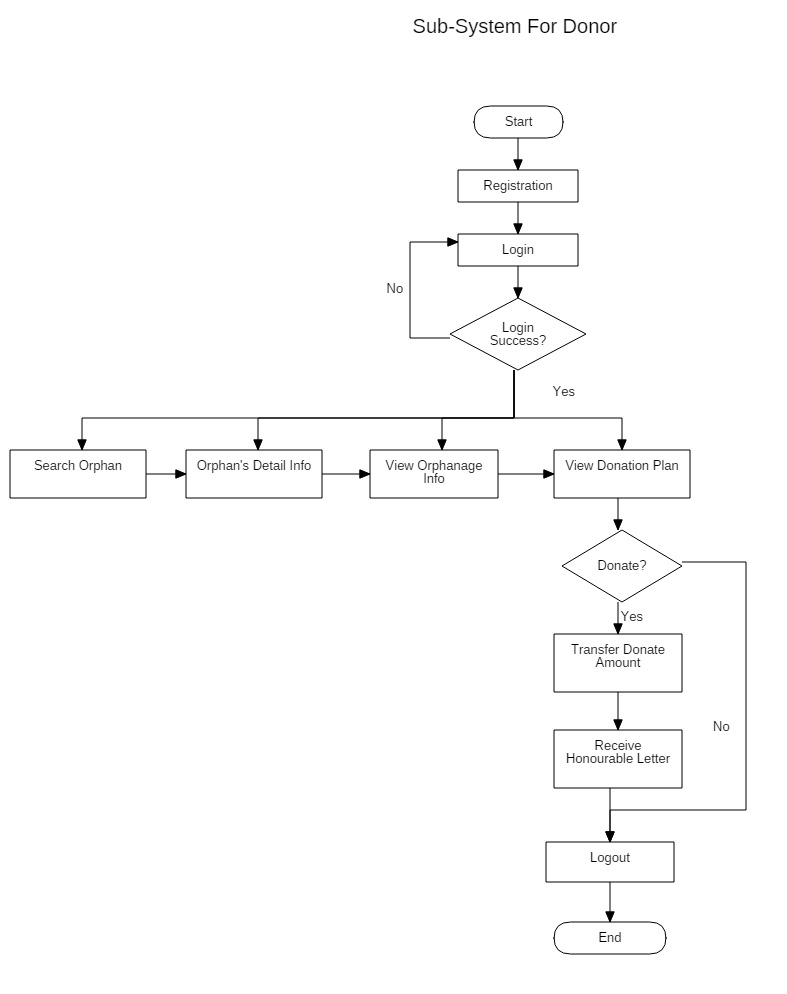 Sub-System For Donor
Start
Registration
Login
No
Login
Success?
Yes
Search Orphan
Orphan's Detail Info
View Orphanage
Info
View Donation Plan
Donate?
Yes
Transfer Donate
Amount
No
Receive
Honourable Letter
Logout
End